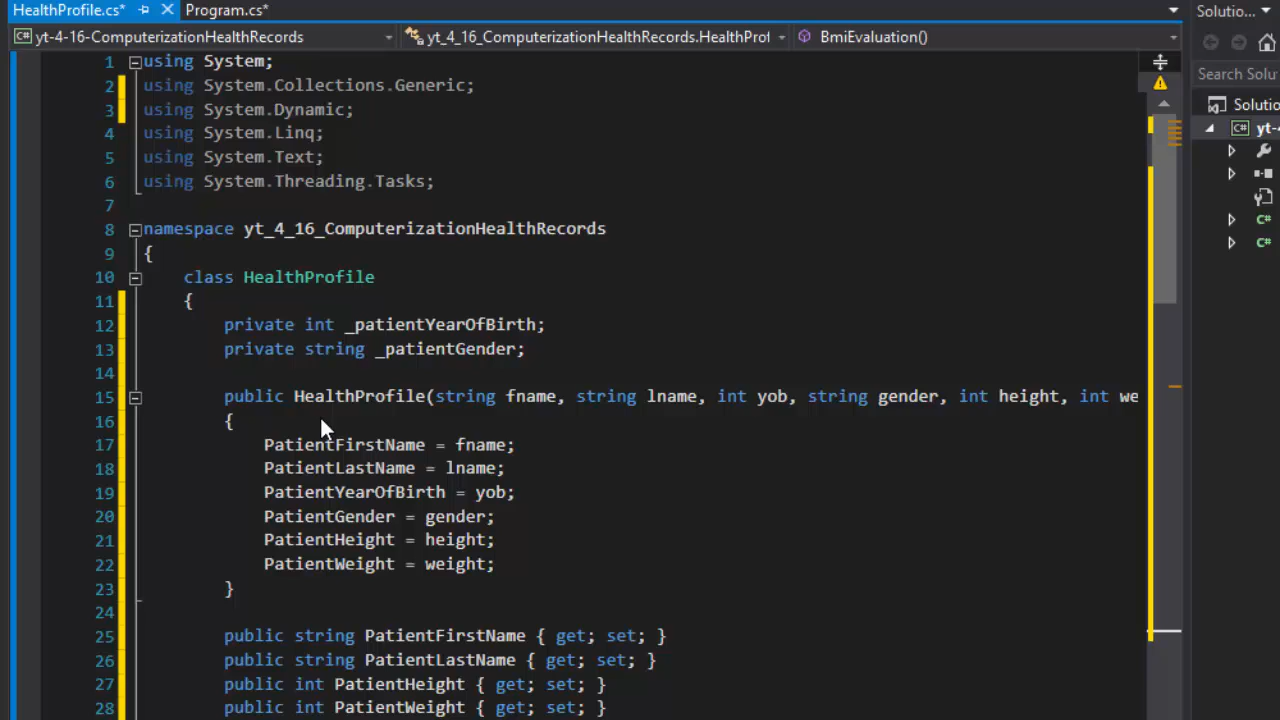 HealthProfile.cs* Program.cs* Solutio...
yt-4-16-ComputerizationHealthRecords yt_4_16_ComputerizationHealthRecords.HealthProf BmiEvaluation()
Search Solu
Solutio
yt-4
1 using System;
2 using System.Collections.Generic;
3 using System.Dynamic;
4 using System.Linq;
5 using System.Text;
6 using System.Threading.Tasks;
7
8 namespace yt_4_16_ComputerizationHealthRecords
9 {
10 class HealthProfile
11 {
12 private int _patientYearOfBirth;
13 private string _patientGender;
14
15 public HealthProfile(string fname, string lname, int yob, string gender, int height, int we
16 {
17 PatientFirstName = fname;
18 PatientLastName = lname;
19 PatientYearOfBirth = yob;
20 PatientGender = gender;
21 PatientHeight = height;
22 PatientWeight = weight;
23 }
24
25 public string PatientFirstName { get; set; }
26 public string PatientLastName { get; set; }
27 public int PatientHeight { get; set; }
28 public int PatientWeight { get; set; }